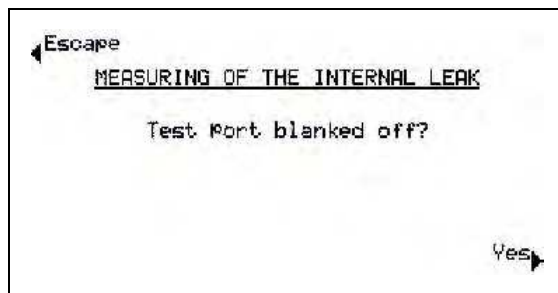 Escape
MEASURING OF THE INTERNAL LEAK
Test Port blanked off?
Yes